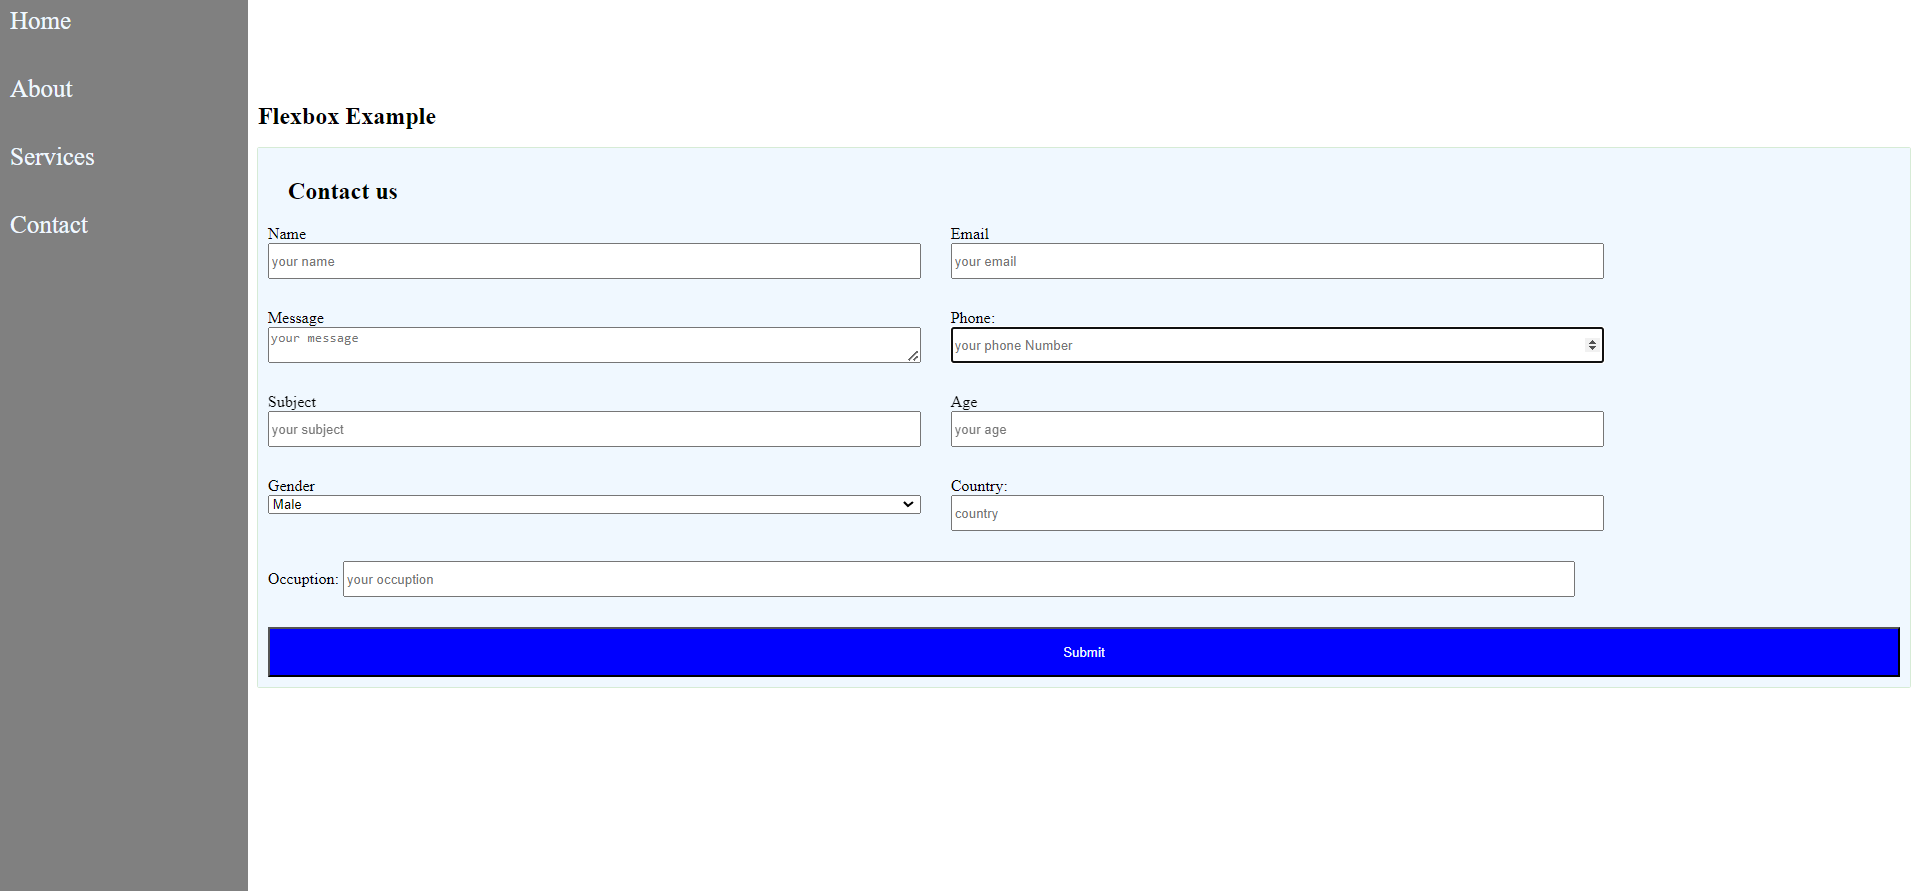 Home
About
Services
Contact
Flexbox Example
Contact us
Name
Email
your name
your email
Message
Phone:
your message
your phone Number
Subject
Age
your subject
your age
Gender
Country:
Male
country
Occuption:
your occuption
Submit